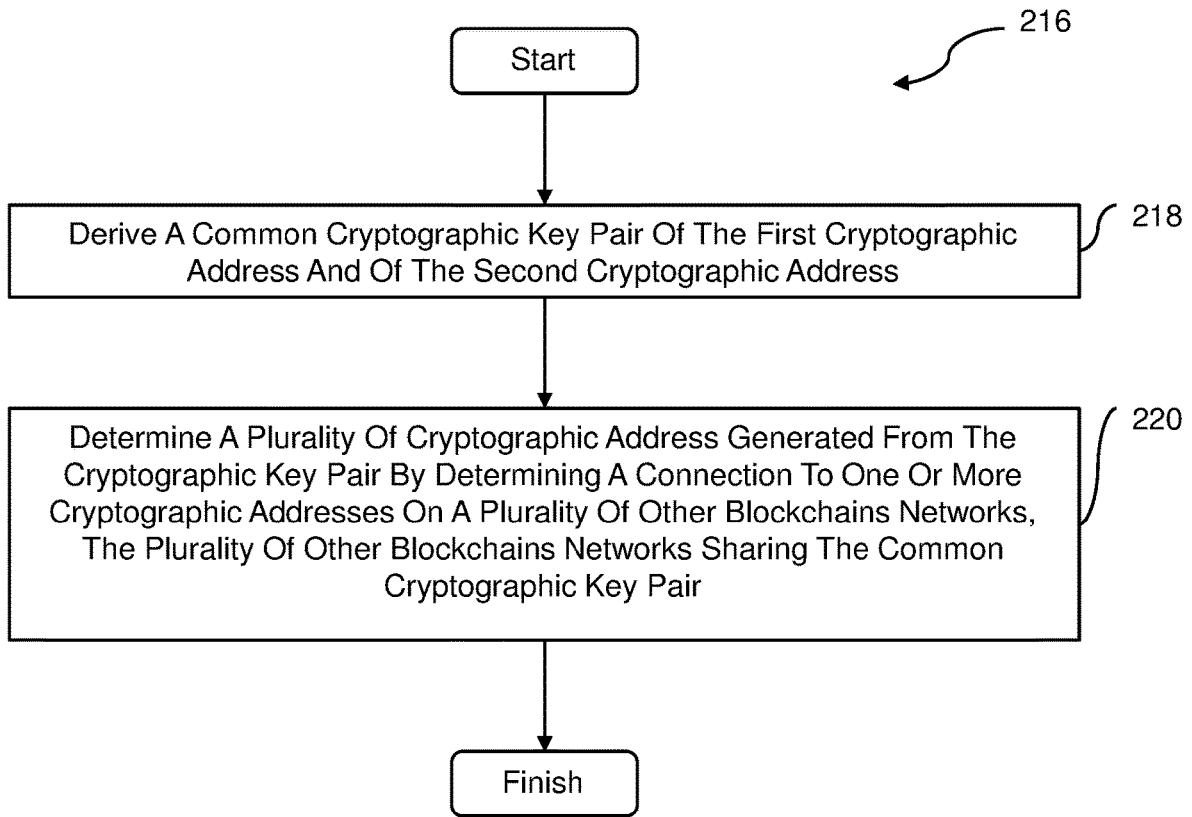 216
Start
218
Derive A Common Cryptographic Key Pair Of The First Cryptographic
Address And Of The Second Cryptographic Address
220
Determine A Plurality Of Cryptographic Address Generated From The
Cryptographic Key Pair By Determining A Connection To One Or More
Cryptographic Addresses On A Plurality Of Other Blockchains Networks,
The Plurality Of Other Blockchains Networks Sharing The Common
Cryptographic Key Pair
Finish